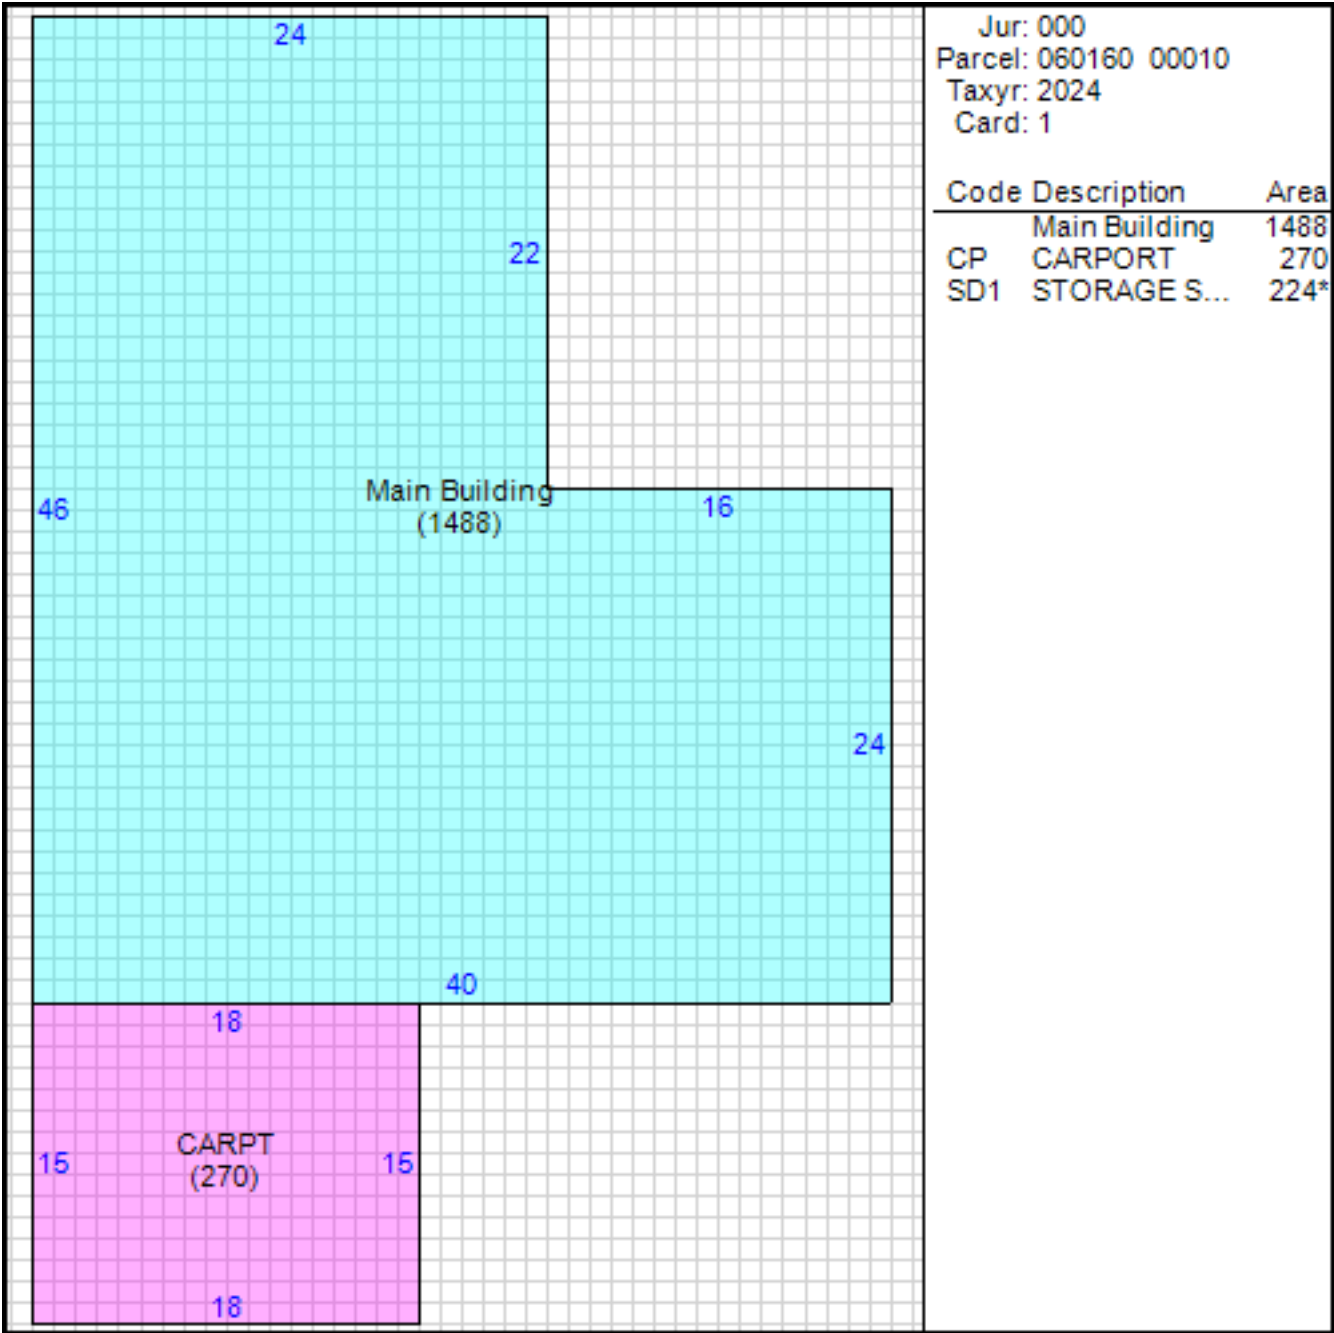 24
22
46
Main Building
(1488)
16
24
40
18
CARPT
(270)
15
15
18
Jur: 000
Parcel: 060160 00010
Taxyr: 2024
Card: 1
Code Description Area
Main Building 1488
CP CARPORT 270
SD1 STORAGE S... 224*